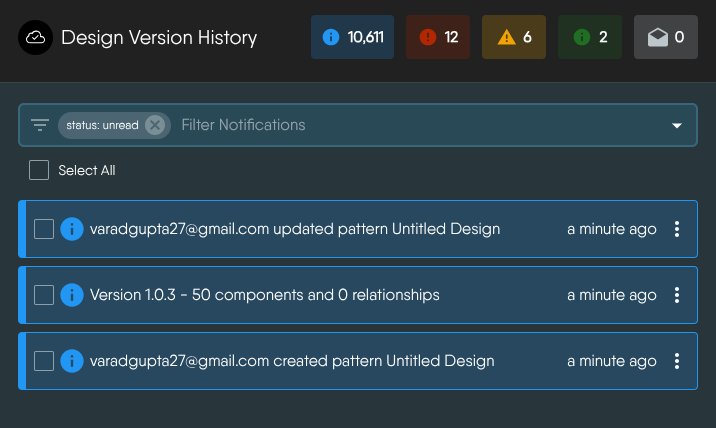 Design Version History
10,611
12
6
2
0
status: unread
Filter Notifications
Select All
varadgupta27@gmail.com updated pattern Untitled Design a minute ago
Version 1.0.3 - 50 components and 0 relationships a minute ago
varadgupta27@gmail.com created pattern Untitled Design a minute ago